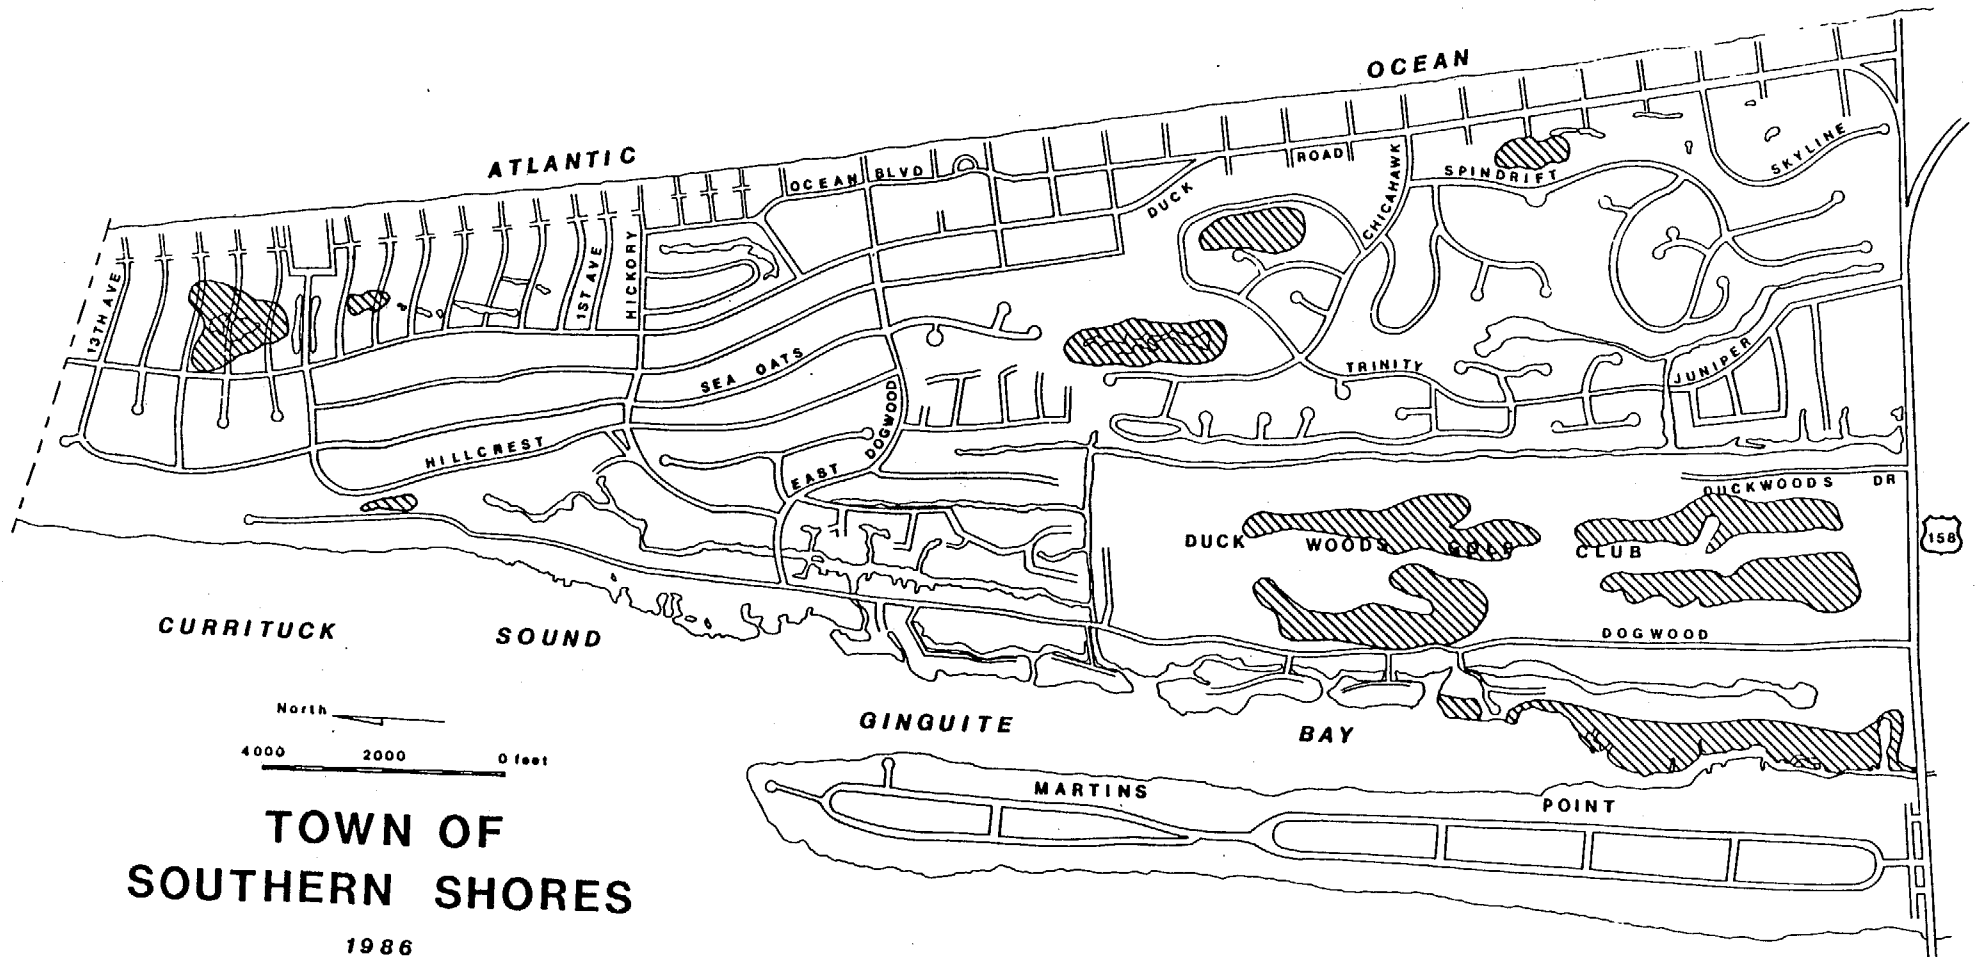 OCEAN
ATLANTIC
OCEAN BLVD
ROAD
DUCK
CHICAHAWK
SPINDRIFT
SKYLINE
13TH AVE
1ST AVE
HICKORY
SEA OATS
TRINITY
JUNIPER
HILLCREST
EAST DOGWOOD
DUCKWOODS DR
DUCK WOODS GOLF CLUB
158
DOGWOOD
CURRITUCK SOUND
GINGUITE BAY
North
4000 2000 0 feet
MARTINS POINT
TOWN OF
SOUTHERN SHORES
1986